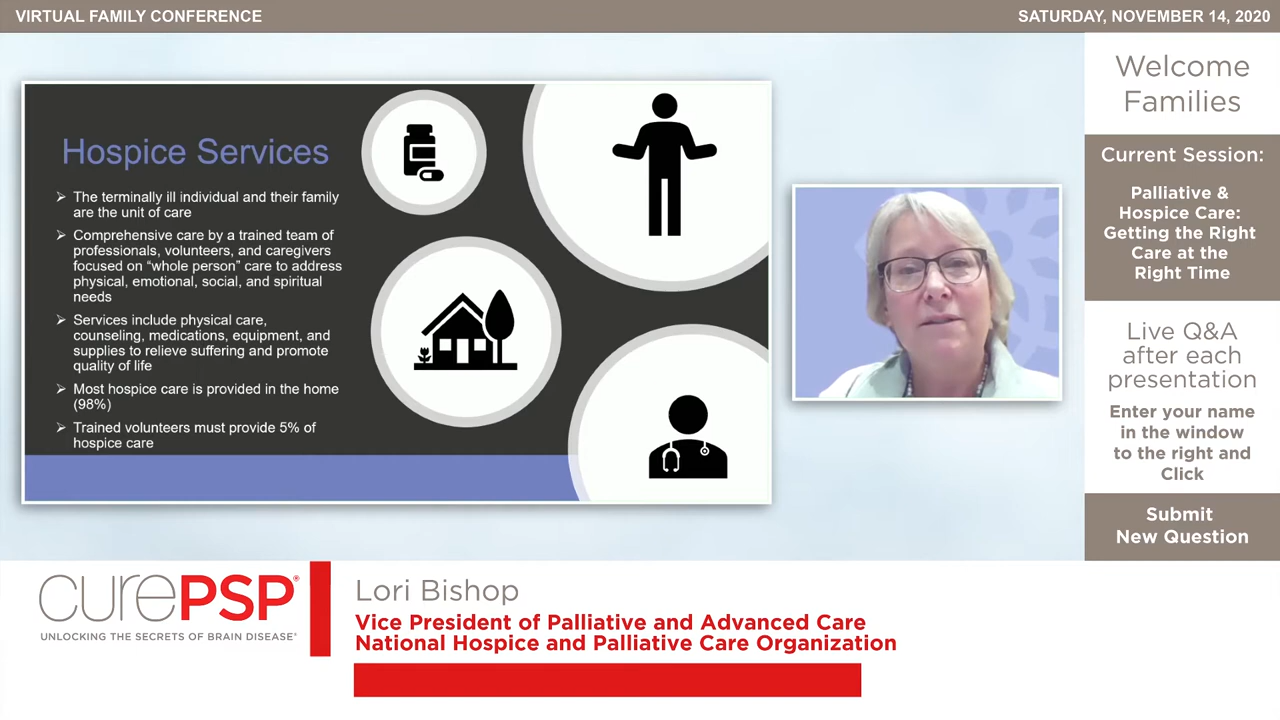 VIRTUAL FAMILY CONFERENCE
SATURDAY, NOVEMBER 14, 2020
Hospice Services
➢ The terminally ill individual and their family
are the unit of care
➢ Comprehensive care by a trained team of
professionals, volunteers, and caregivers
focused on “whole person” care to address
physical, emotional, social, and spiritual
needs
➢ Services include physical care,
counseling, medications, equipment, and
supplies to relieve suffering and promote
quality of life
➢ Most hospice care is provided in the home
(98%)
➢ Trained volunteers must provide 5% of
hospice care
Welcome
Families
Current Session:
Palliative &
Hospice Care:
Getting the Right
Care at the
Right Time
Live Q&A
after each
presentation
Enter your name
in the window
to the right and
Click
Submit
New Question
curePSP®
UNLOCKING THE SECRETS OF BRAIN DISEASE®
Lori Bishop
Vice President of Palliative and Advanced Care
National Hospice and Palliative Care Organization